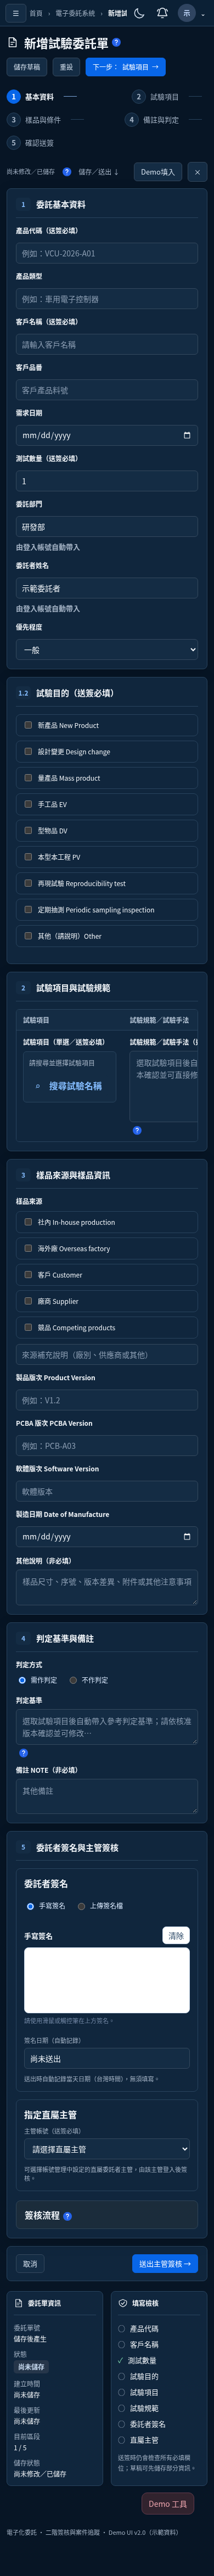 首頁 › 電子委託系統 › 新增試
示
新增試驗委託單 ?
儲存草稿 重設 下一步： 試驗項目 →
1 基本資料 2 試驗項目
3 樣品與條件 4 備註與判定
5 確認送簽
尚未修改／已儲存 ? 儲存／送出 ↓ Demo填入 ×
1 委託基本資料
產品代碼（送簽必填）
例如：VCU-2026-A01
產品類型
例如：車用電子控制器
客戶名稱（送簽必填）
請輸入客戶名稱
客戶品番
客戶產品料號
需求日期
mm/dd/yyyy
測試數量（送簽必填）
1
委託部門
研發部
由登入帳號自動帶入
委託者姓名
示範委託者
由登入帳號自動帶入
優先程度
一般
1.2 試驗目的（送簽必填）
新產品 New Product
設計變更 Design change
量產品 Mass product
手工品 EV
型物品 DV
本型本工程 PV
再現試驗 Reproducibility test
定期抽測 Periodic sampling inspection
其他（請說明）Other
2 試驗項目與試驗規範
試驗項目 試驗規範／試驗手法
試驗項目（單選／送簽必填） 試驗規範／試驗手法（
請搜尋並選擇試驗項目
搜尋試驗名稱
選取試驗項目後自
本確認並可直接修
?
3 樣品來源與樣品資訊
樣品來源
社內 In-house production
海外廠 Overseas factory
客戶 Customer
廠商 Supplier
競品 Competing products
來源補充說明（廠別、供應商或其他）
製品版次 Product Version
例如：V1.2
PCBA 版次 PCBA Version
例如：PCB-A03
軟體版次 Software Version
軟體版本
製造日期 Date of Manufacture
mm/dd/yyyy
其他說明（非必填）
樣品尺寸、序號、版本差異、附件或其他注意事項
4 判定基準與備註
判定方式
需作判定 不作判定
判定基準
選取試驗項目後自動帶入參考判定基準；請依核准
版本確認並可修改⋯
?
備註 NOTE（非必填）
其他備註
5 委託者簽名與主管簽核
委託者簽名
手寫簽名 上傳簽名檔
手寫簽名 清除
請使用滑鼠或觸控筆在上方簽名。
簽名日期（自動記錄）
尚未送出
送出時自動記錄當天日期（台灣時間），無須填寫。
指定直屬主管
主管帳號（送簽必填）
請選擇直屬主管
可選擇帳號管理中設定的直屬委託者主管，由該主管登入後簽
核。
簽核流程 ?
取消 送出主管簽核 →
委託單資訊
委託單號
儲存後產生
狀態
尚未儲存
建立時間
尚未儲存
最後更新
尚未儲存
目前區段
1 / 5
儲存狀態
尚未修改／已儲存
填寫檢核
產品代碼
客戶名稱
✓ 測試數量
試驗目的
試驗項目
試驗規範
委託者簽名
直屬主管
送簽時仍會檢查所有必填欄
位；草稿可先儲存部分資訊。
Demo 工具
電子化委託 · 二階簽核與案件追蹤 · Demo UI v2.0（示範資料）